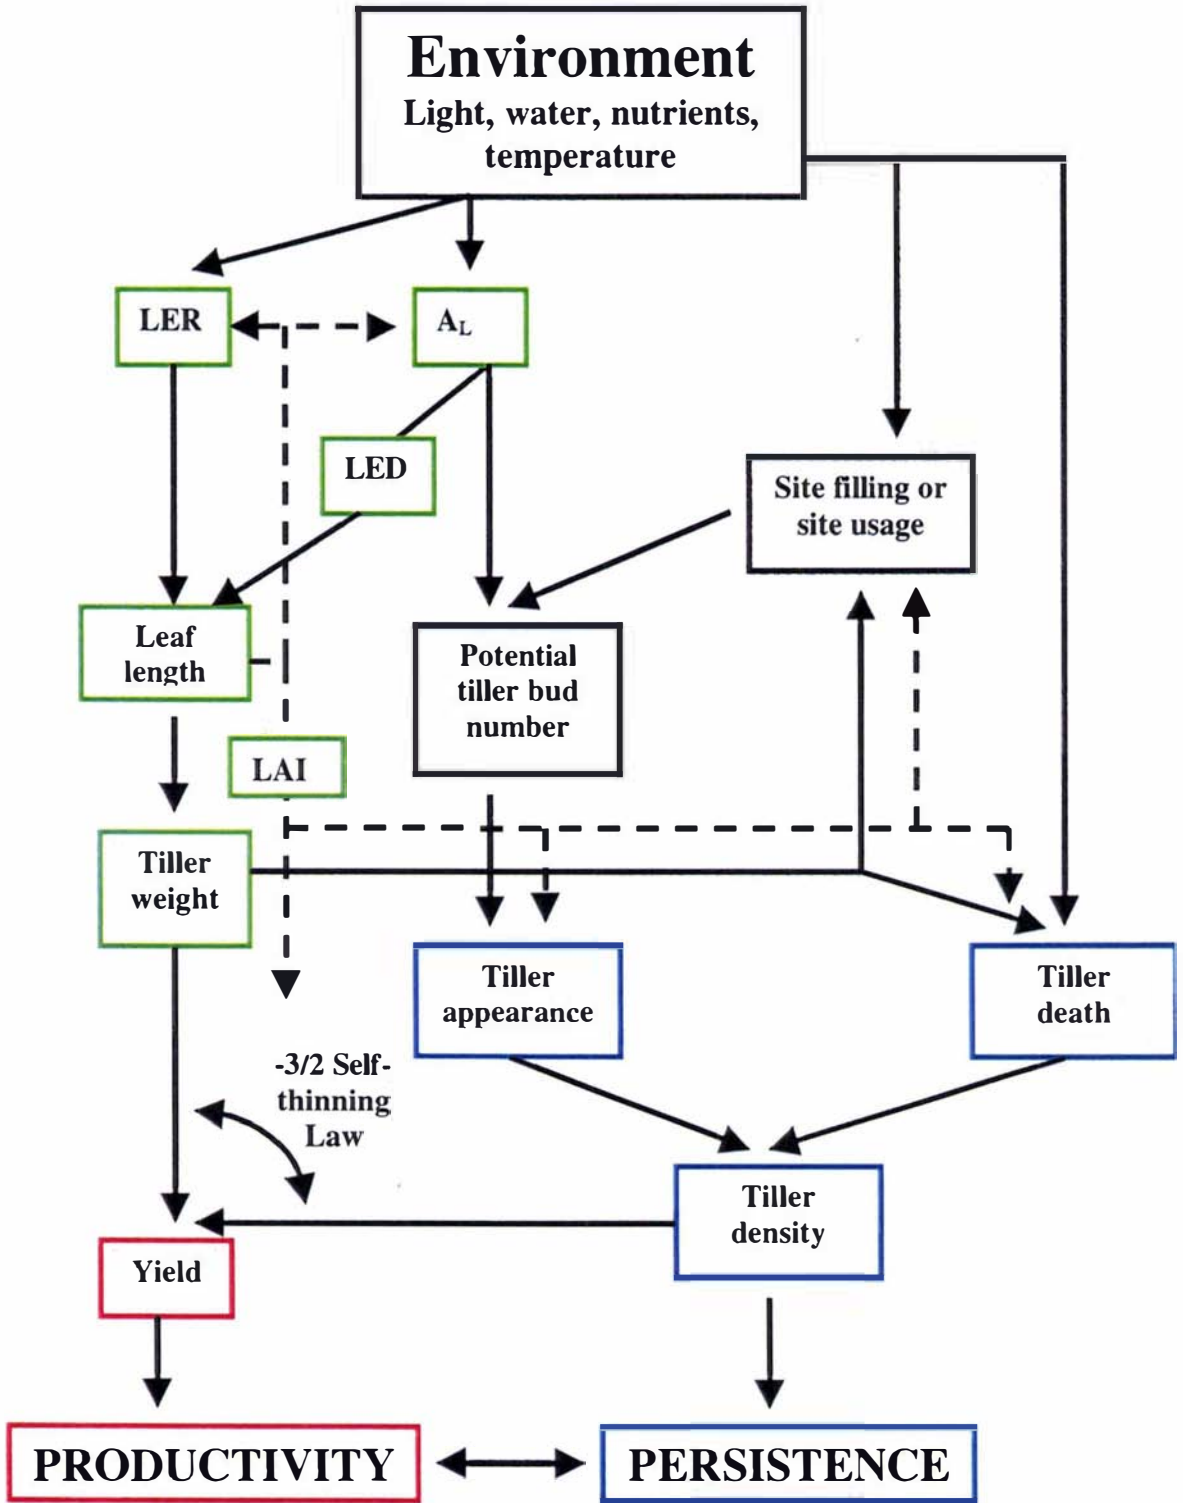 Environment
Light, water, nutrients,
temperature
LER
AL
LED
Site filling or
site usage
Leaf
length
Potential
tiller bud
number
LAI
Tiller
weight
Tiller
appearance
Tiller
death
-3/2 Self-
thinning
Law
Tiller
density
Yield
PRODUCTIVITY
PERSISTENCE